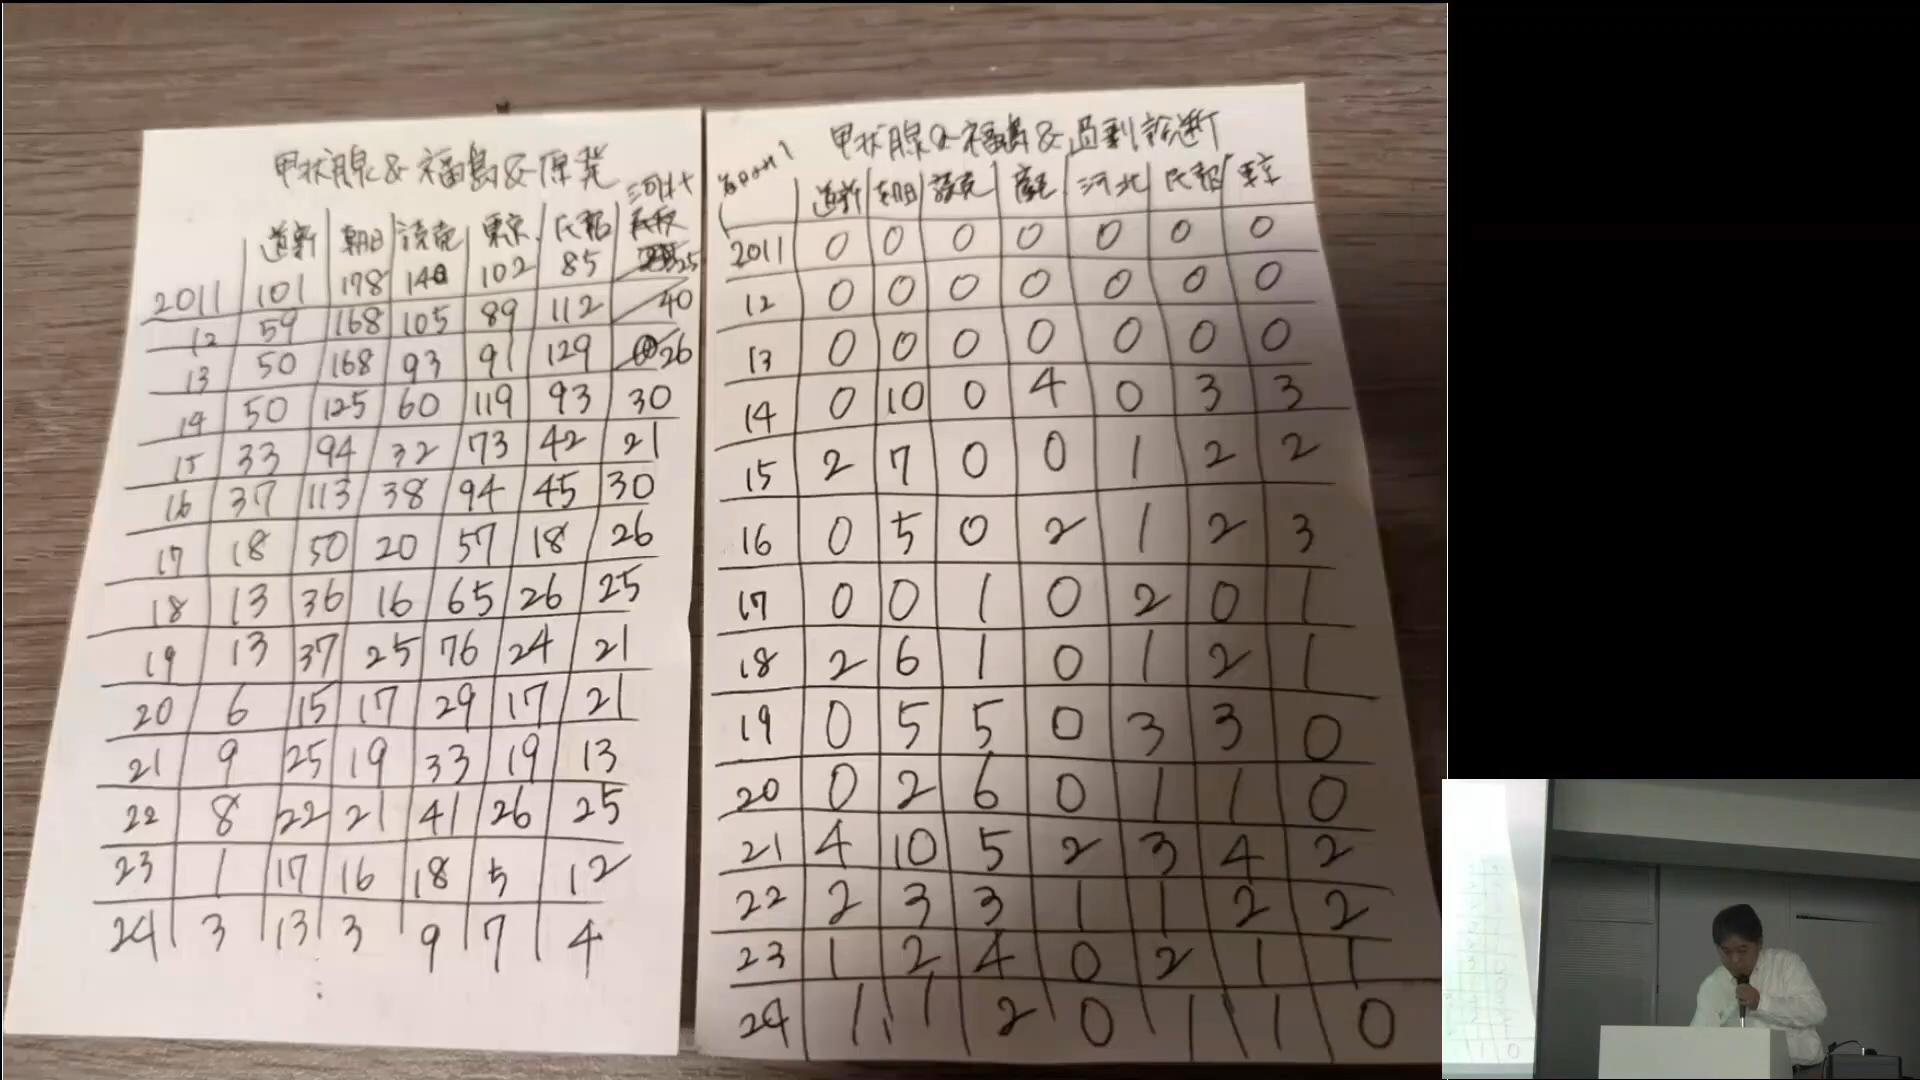 甲状腺&福島&原発
道新 朝日 読売 東京 民報 河北
2011 101 178 140 102 85 25
12 59 168 105 89 112 40
13 50 168 93 91 129 26
14 50 125 60 119 93 30
15 33 94 32 73 42 21
16 37 113 38 94 45 30
17 18 50 20 57 18 26
18 13 36 16 65 26 25
19 13 37 25 76 24 21
20 6 15 17 29 17 21
21 9 25 19 33 19 13
22 8 22 21 41 26 25
23 1 17 16 18 5 12
24 3 13 3 9 7 4
甲状腺&福島&過剰診断
道新 朝日 読売 産経 河北 民報 東京
2011 0 0 0 0 0 0 0
12 0 0 0 0 0 0 0
13 0 0 0 0 0 0 0
14 0 10 0 4 0 3 3
15 2 7 0 0 1 2 2
16 0 5 0 2 1 2 3
17 0 0 1 0 2 0 1
18 2 6 1 0 1 2 1
19 0 5 5 0 3 3 0
20 0 2 6 0 1 1 0
21 4 10 5 2 3 4 2
22 2 3 3 1 1 2 2
23 1 2 4 0 2 1 1
24 1 1 2 0 1 1 0